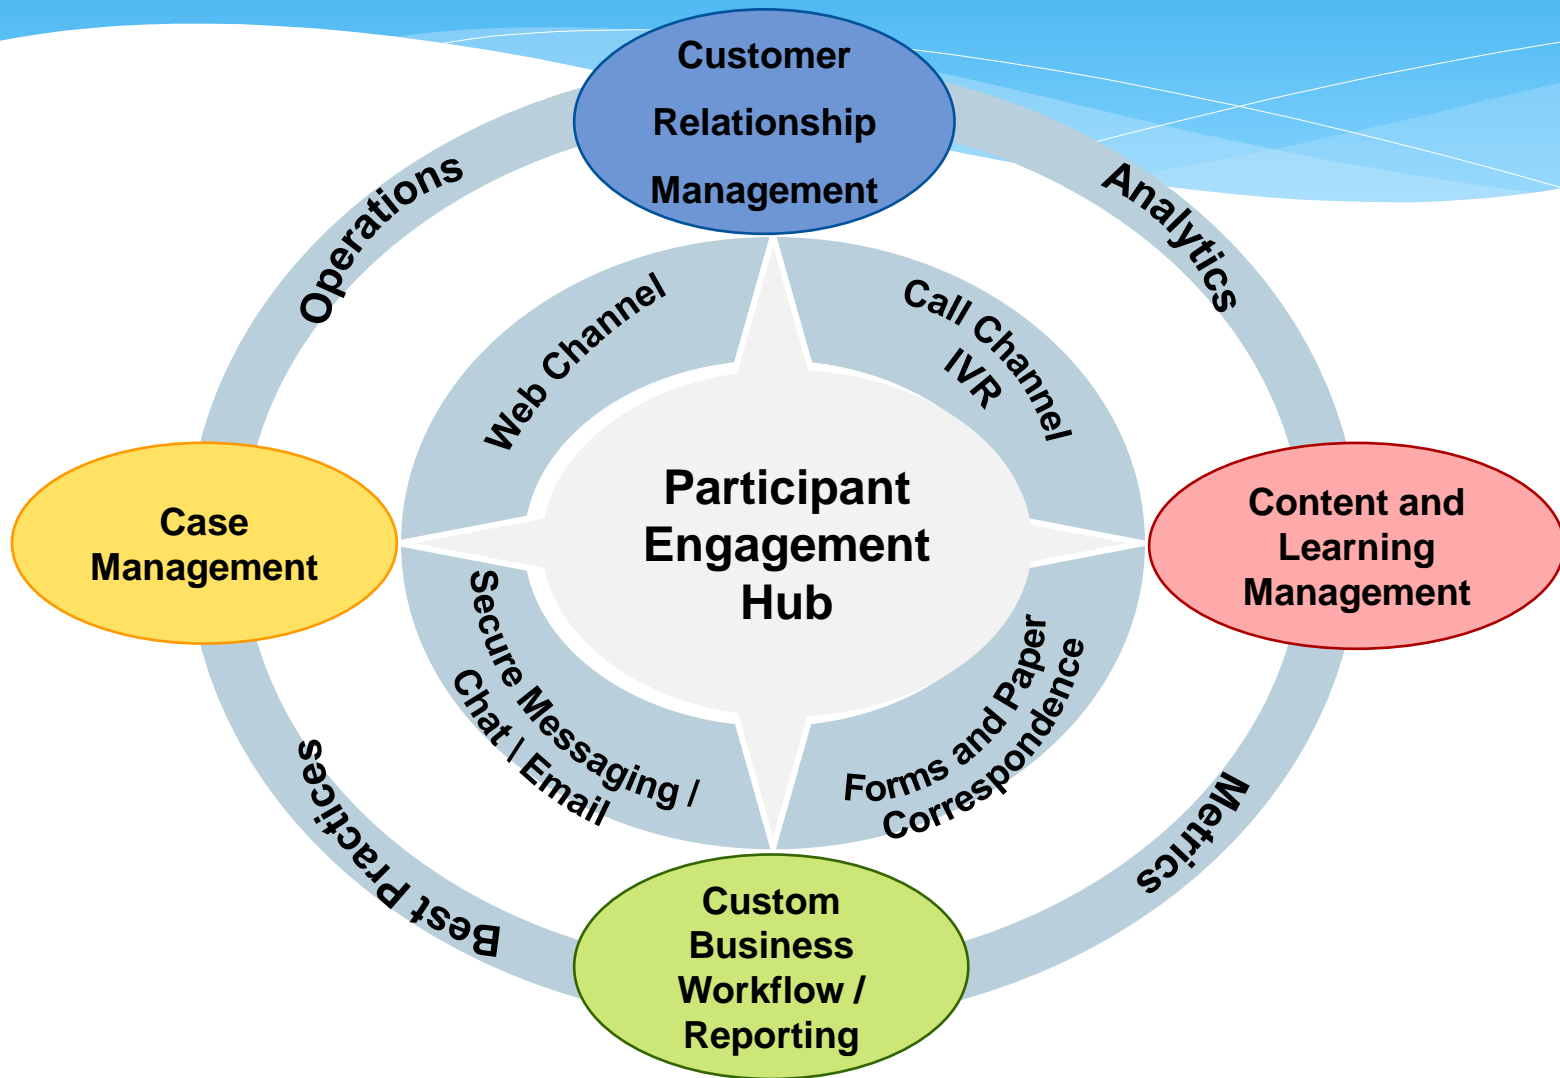 Customer
Relationship
Management
Operations
Analytics
Web Channel
Call Channel
IVR
Participant
Engagement
Hub
Case
Management
Content and
Learning
Management
Secure Messaging /
Chat \ Email
Forms and Paper
Correspondence
Best Practices
Metrics
Custom
Business
Workflow /
Reporting